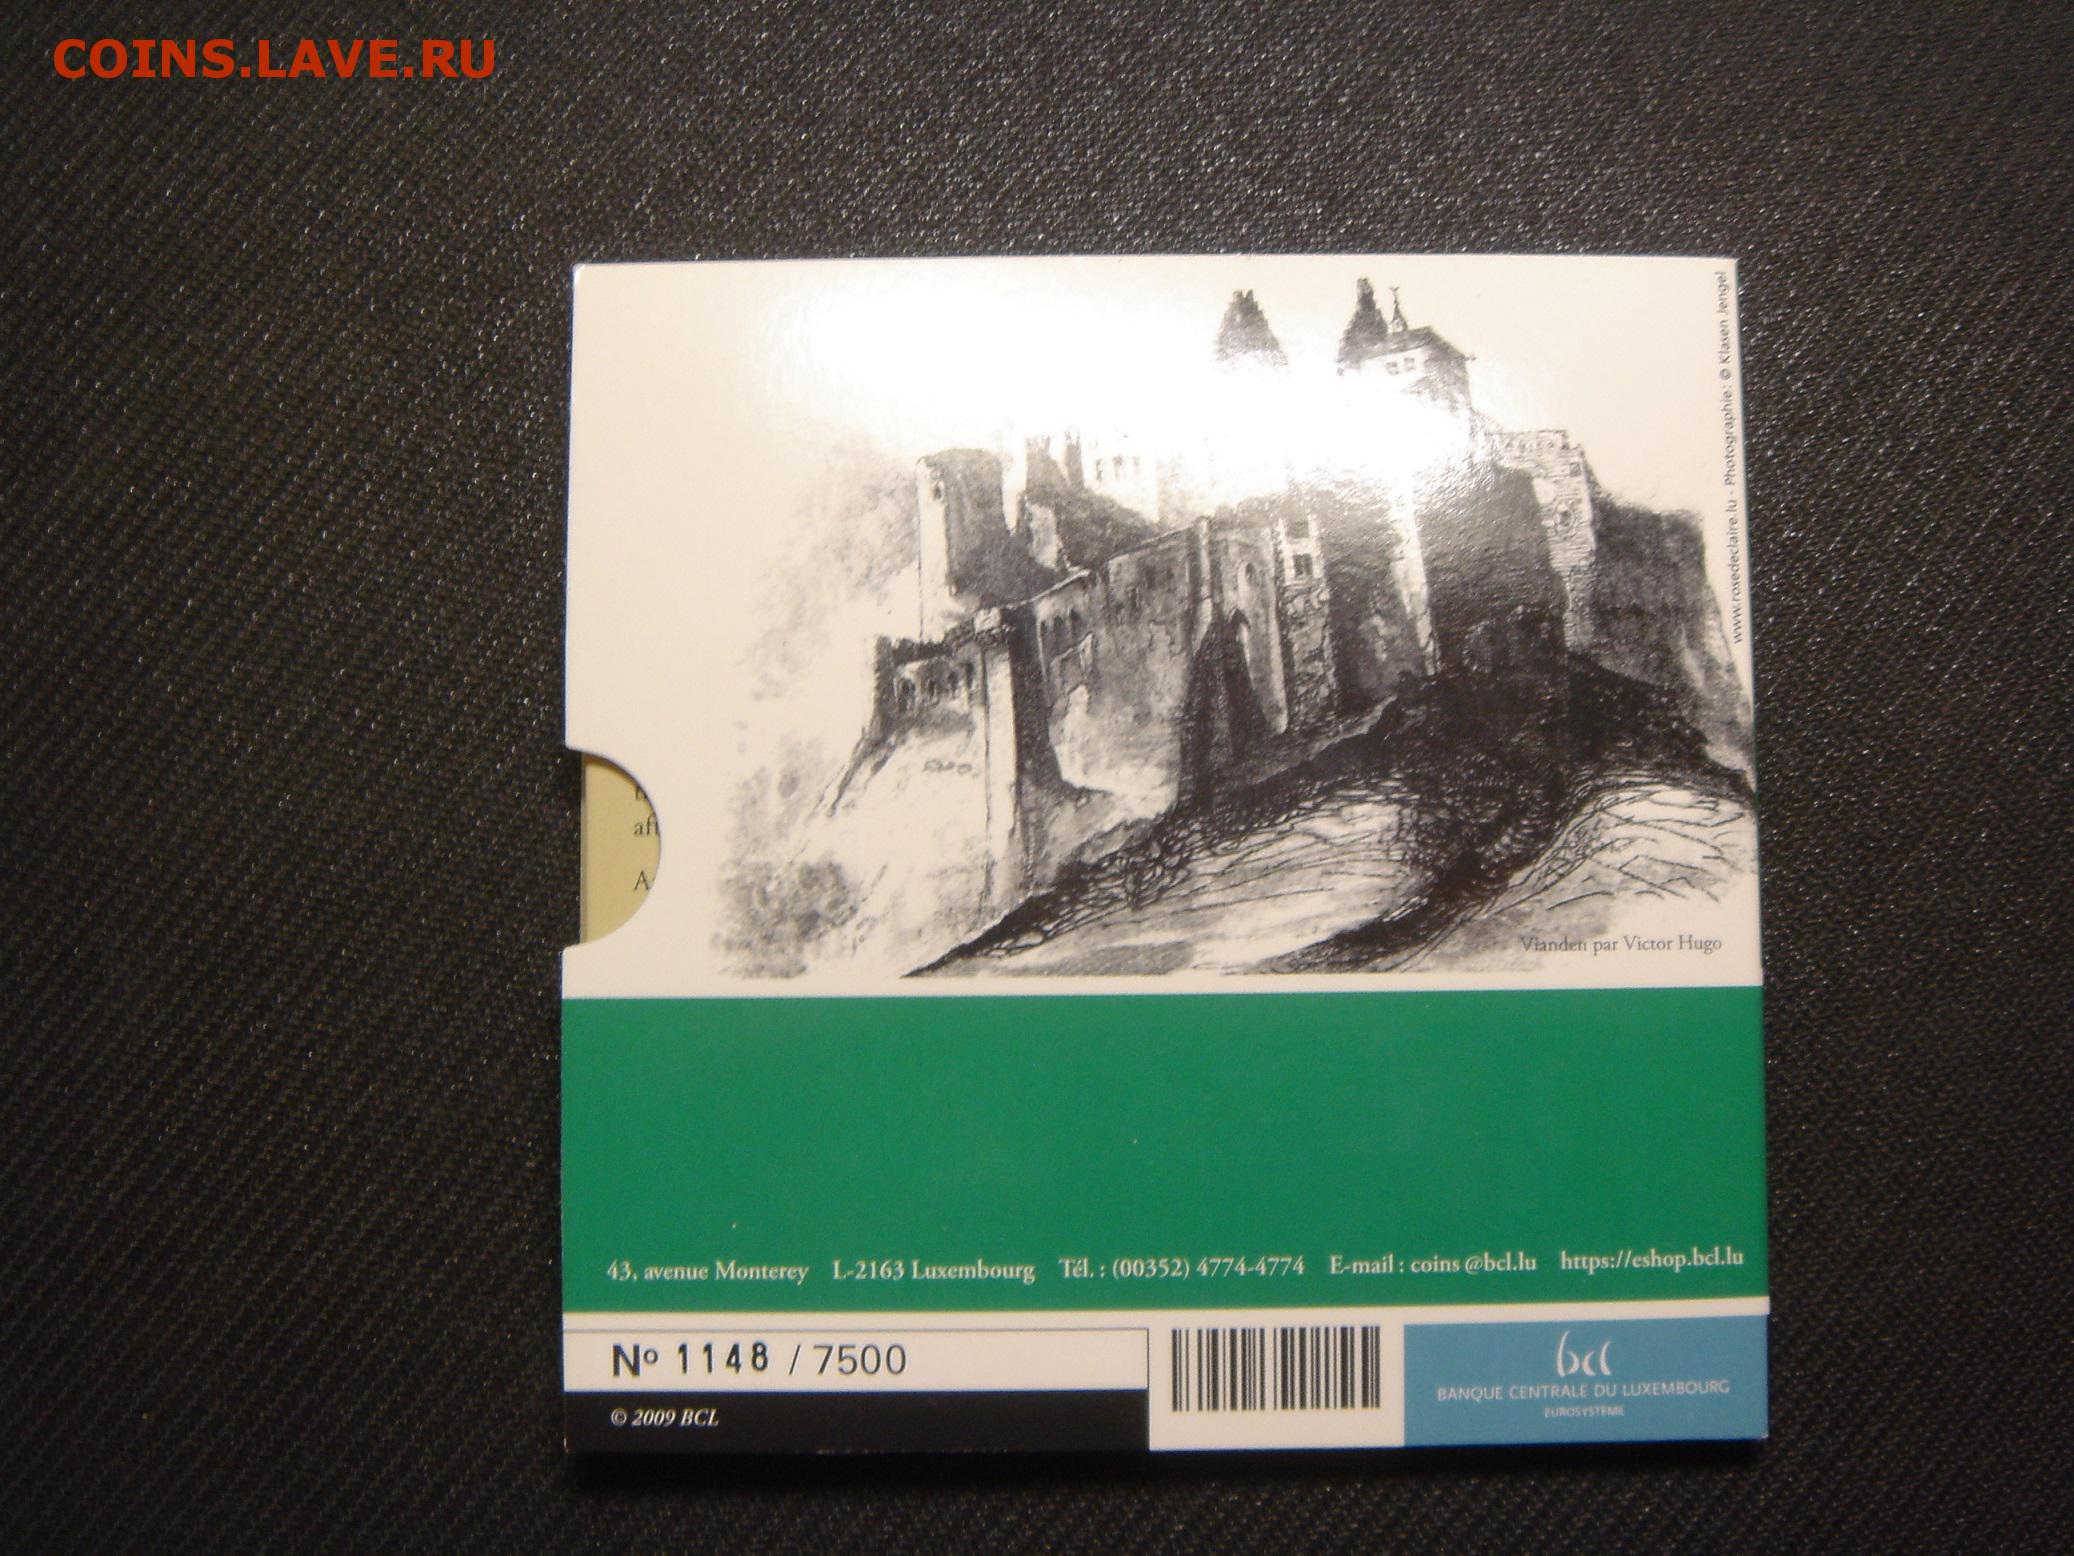 COINS.LAVE.RU
www.rosedeclaire.lu - Photographie : © Klasen Jengel
af
A
Vianden par Victor Hugo
43, avenue Monterey L-2163 Luxembourg Tél. : (00352) 4774-4774 E-mail : coins@bcl.lu https://eshop.bcl.lu
Nº 1148 / 7500
© 2009 BCL
bcl
BANQUE CENTRALE DU LUXEMBOURG
EUROSYSTÈME